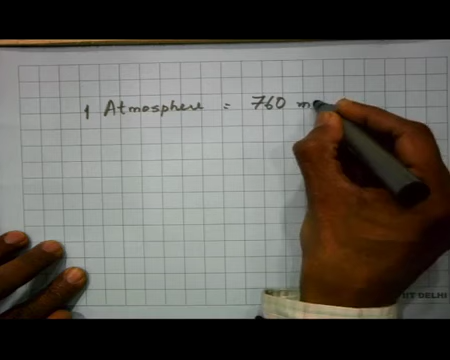 1 Atmosphere = 760 m
IIT DELHI